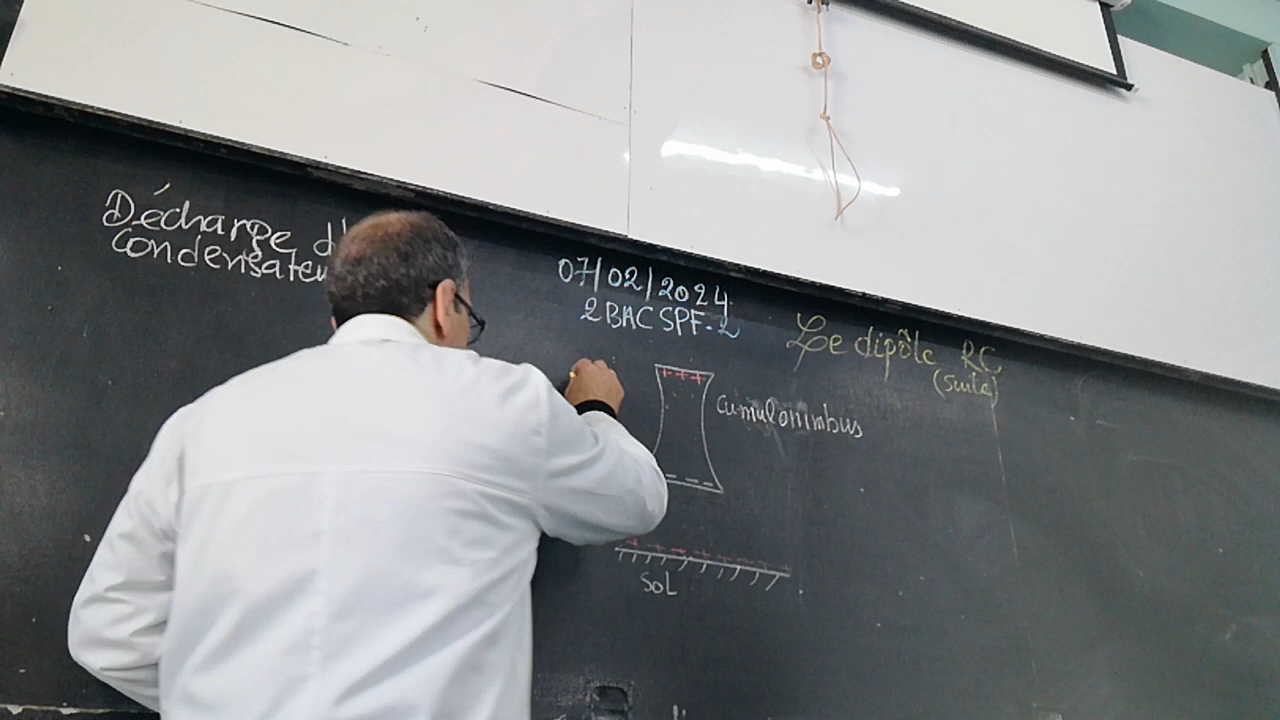 Décharge d'
condensateu
07/02/2024
2BAC SPF-2
Le dipôle RC
(suite)
+ + +
cumulonimbus
- - - -
+ + + + + + + +
SOL